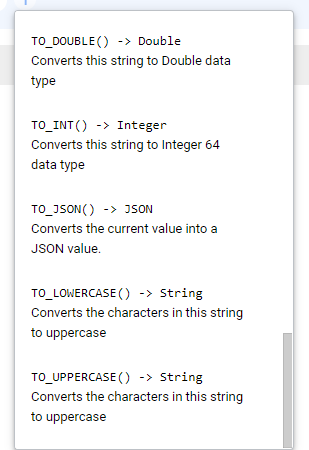 TO_DOUBLE() -> Double
Converts this string to Double data
type
TO_INT() -> Integer
Converts this string to Integer 64
data type
TO_JSON() -> JSON
Converts the current value into a
JSON value.
TO_LOWERCASE() -> String
Converts the characters in this string
to uppercase
TO_UPPERCASE() -> String
Converts the characters in this string
to uppercase